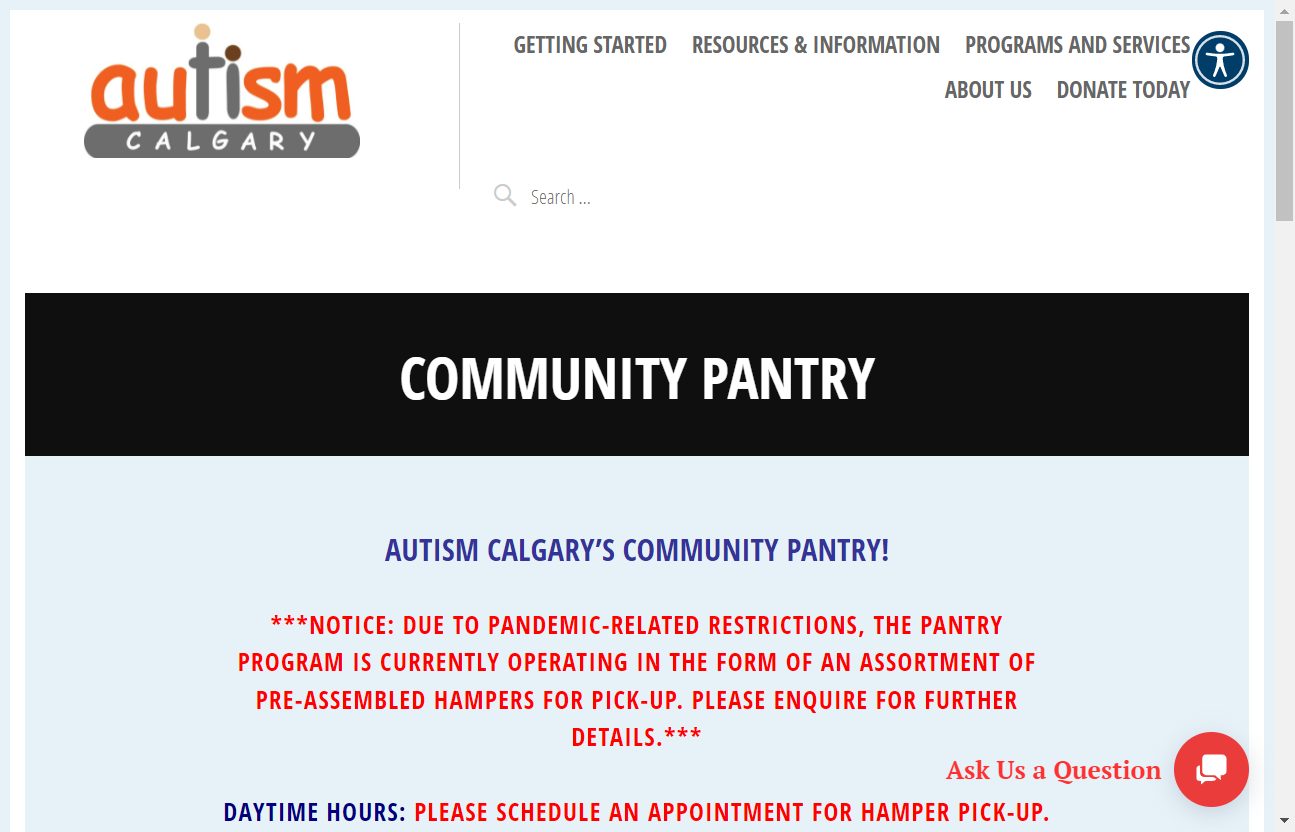 autism
CALGARY
GETTING STARTED RESOURCES & INFORMATION PROGRAMS AND SERVICES
ABOUT US DONATE TODAY
Search ...
COMMUNITY PANTRY
AUTISM CALGARY’S COMMUNITY PANTRY!
***NOTICE: DUE TO PANDEMIC-RELATED RESTRICTIONS, THE PANTRY
PROGRAM IS CURRENTLY OPERATING IN THE FORM OF AN ASSORTMENT OF
PRE-ASSEMBLED HAMPERS FOR PICK-UP. PLEASE ENQUIRE FOR FURTHER
DETAILS.***
Ask Us a Question
DAYTIME HOURS: PLEASE SCHEDULE AN APPOINTMENT FOR HAMPER PICK-UP.